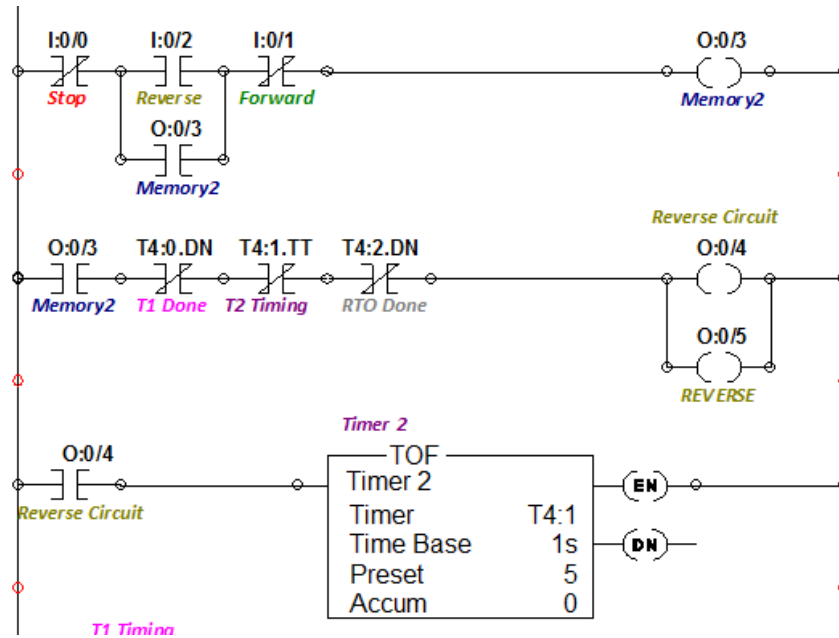 I:0/0 I:0/2 I:0/1 O:0/3
Stop Reverse Forward Memory2
O:0/3
Memory2
Reverse Circuit
O:0/3 T4:0.DN T4:1.TT T4:2.DN O:0/4
Memory2 T1 Done T2 Timing RTO Done
O:0/5
REVERSE
Timer 2
O:0/4 TOF
Reverse Circuit Timer 2 EN
Timer T4:1
Time Base 1s DN
Preset 5
Accum 0
T1 Timing